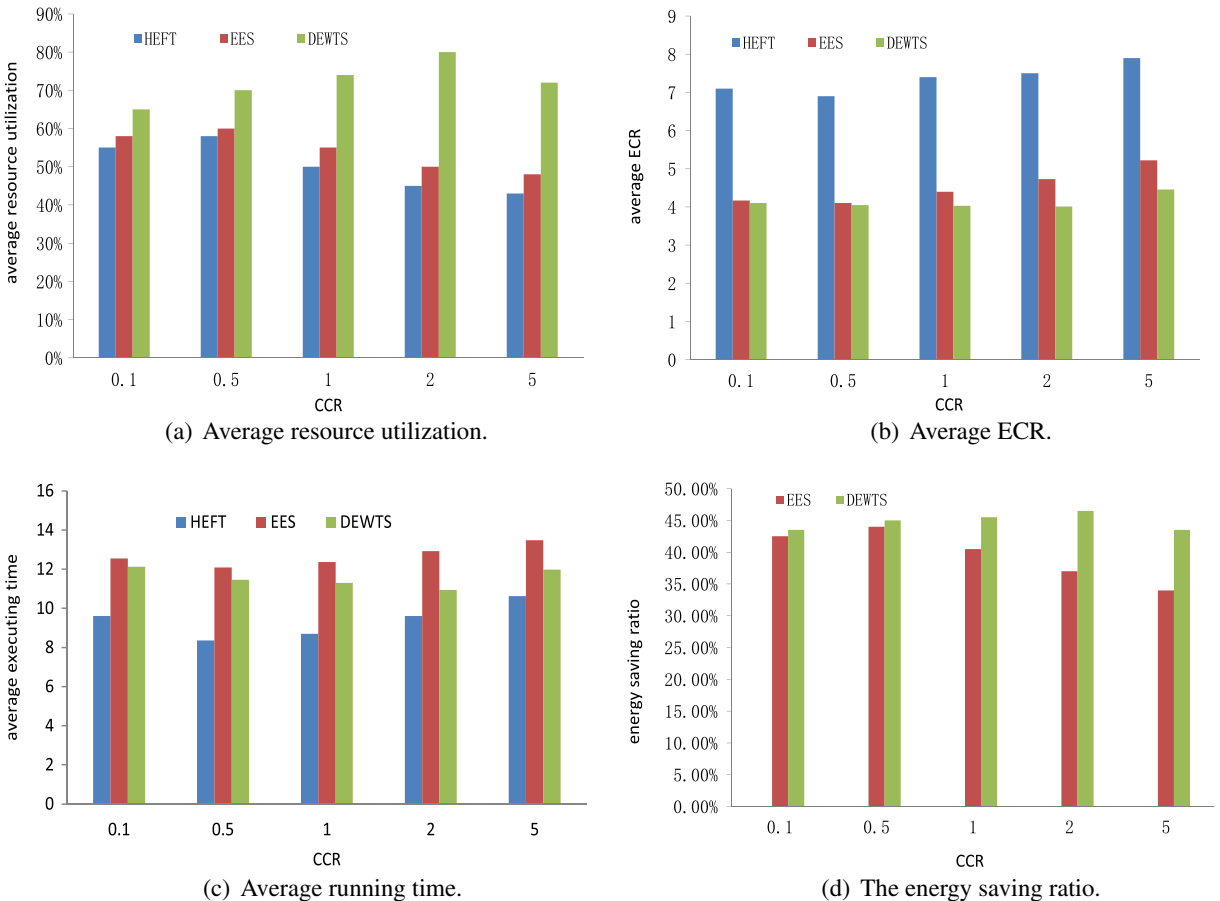 90%
80%
70%
60%
50%
40%
30%
20%
10%
0%
average resource utilization
HEFT EES DEWTS
0.1 0.5 1 2 5
CCR
(a) Average resource utilization.
9
8
7
6
5
4
3
2
1
0
average ECR
HEFT EES DEWTS
0.1 0.5 1 2 5
CCR
(b) Average ECR.
16
14
12
10
8
6
4
2
0
average executing time
HEFT EES DEWTS
0.1 0.5 1 2 5
CCR
(c) Average running time.
50.00%
45.00%
40.00%
35.00%
30.00%
25.00%
20.00%
15.00%
10.00%
5.00%
0.00%
energy saving ratio
EES DEWTS
0.1 0.5 1 2 5
CCR
(d) The energy saving ratio.